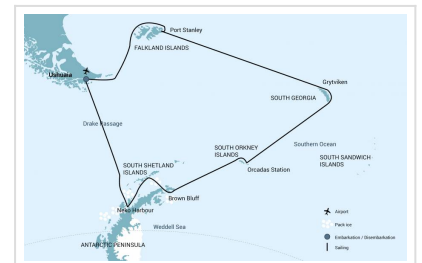 Port Stanley
FALKLAND ISLANDS
Ushuaia
Grytviken
SOUTH GEORGIA
Drake Passage
Southern Ocean
SOUTH ORKNEY
ISLANDS
SOUTH SANDWICH
ISLANDS
SOUTH SHETLAND
ISLANDS
Orcadas Station
Brown Bluff
Neko Harbour
Weddell Sea
ANTARCTIC PENINSULA
Airport
Pack ice
Embarkation / Disembarkation
Sailing